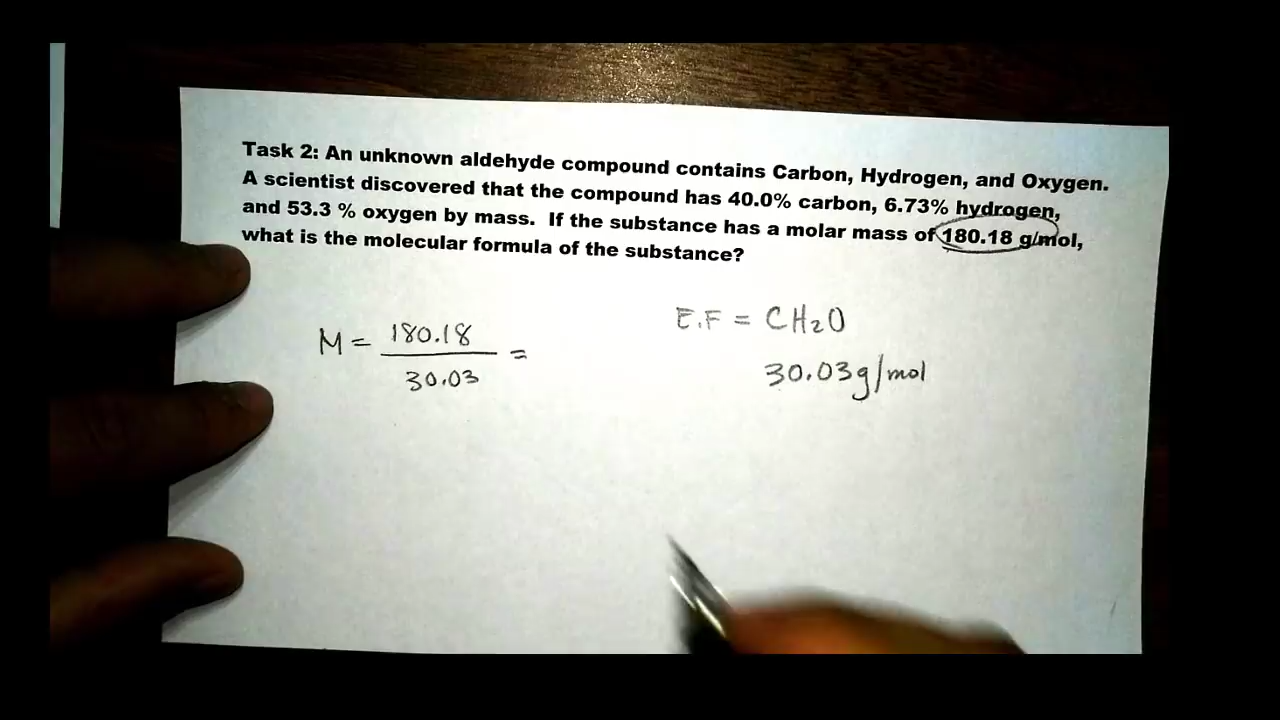 Task 2: An unknown aldehyde compound contains Carbon, Hydrogen, and Oxygen.
A scientist discovered that the compound has 40.0% carbon, 6.73% hydrogen,
and 53.3 % oxygen by mass. If the substance has a molar mass of 180.18 g/mol,
what is the molecular formula of the substance?
E.F = CH₂O
M = 180.18 / 30.03 =
30.03g/mol